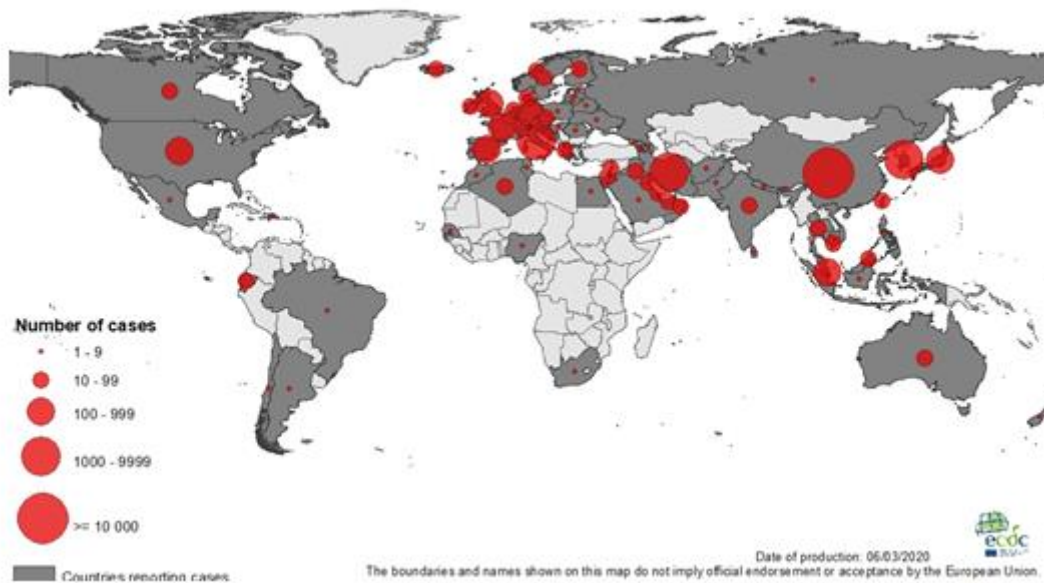 Number of cases
1 - 9
10 - 99
100 - 999
1000 - 9999
>= 10 000
Countries reporting cases
ecdc
Date of production: 06/03/2020
The boundaries and names shown on this map do not imply official endorsement or acceptance by the European Union.